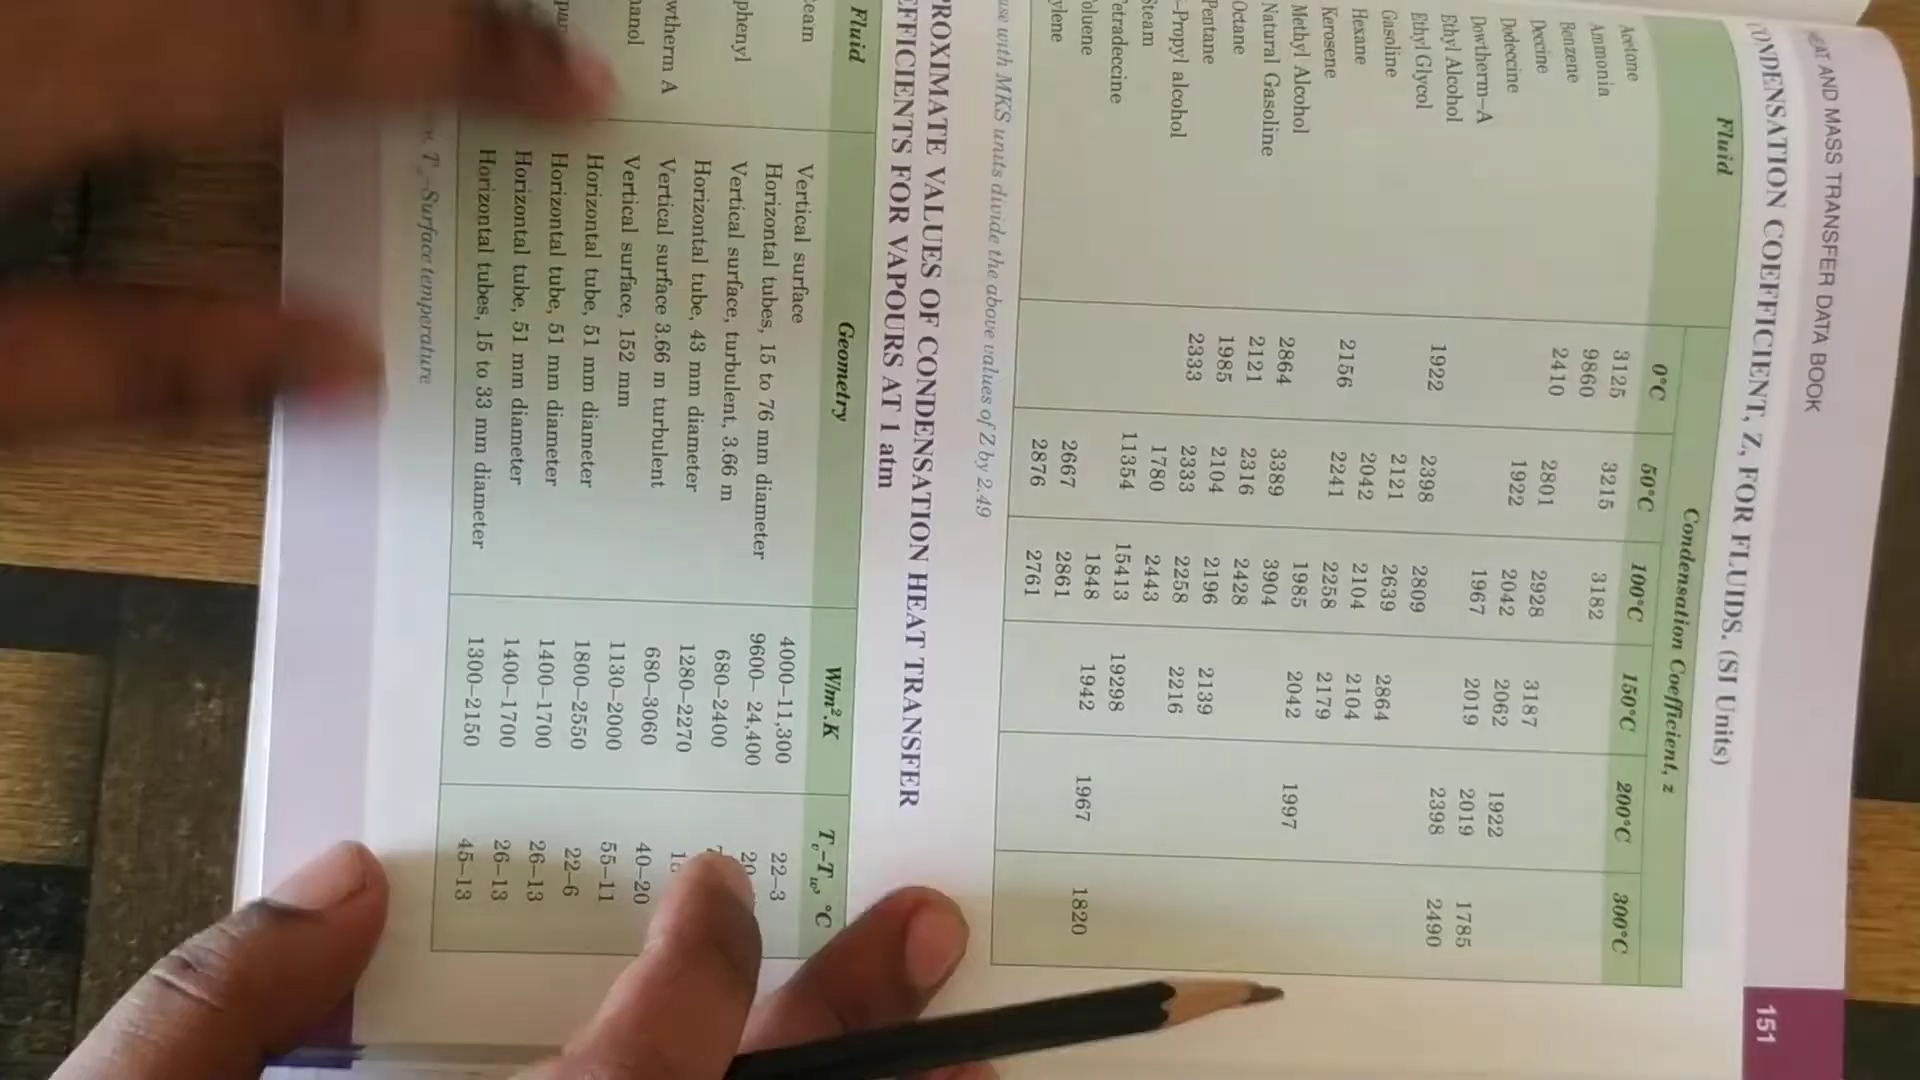 HEAT AND MASS TRANSFER DATA BOOK 151
CONDENSATION COEFFICIENT, Z, FOR FLUIDS. (SI Units)
Fluid Condensation Coefficient, z
0°C 50°C 100°C 150°C 200°C 300°C
Acetone 3125 3215 3182
Ammonia 9860
Benzene 2410 2801 2928 3187
Deccine 1922 2042 2062 1922
Dodeccine 1967 2019 2019 1785
Dowtherm–A 2398 2490
Ethyl Alcohol 1922 2398 2809
Ethyl Glycol 2121 2639 2864
Gasoline 2042 2104 2104
Hexane 2156 2241 2258 2179
Kerosene 1985 2042 1997
Methyl Alcohol 2864 3389 3904
Natural Gasoline 2121 2316 2428
Octane 1985 2104 2196 2139
Pentane 2333 2333 2258 2216
–Propyl alcohol 1780 2443
Steam 11354 15413 19298
Tetradeccine 1848 1942 1967 1820
Toluene 2667 2861
2876 2761
use with MKS units divide the above values of Z by 2.49
APPROXIMATE VALUES OF CONDENSATION HEAT TRANSFER
COEFFICIENTS FOR VAPOURS AT 1 atm
Fluid Geometry W/m².K Tv–Tw, °C
Steam Vertical surface 4000–11,300 22–3
Horizontal tubes, 15 to 76 mm diameter 9600– 24,400
Vertical surface, turbulent, 3.66 m 680–2400
Horizontal tube, 43 mm diameter 1280–2270
Dowtherm A Vertical surface 3.66 m turbulent 680–3060 40–20
Vertical surface, 152 mm 1130–2000 55–11
Horizontal tube, 51 mm diameter 1800–2550 22–6
Horizontal tube, 51 mm diameter 1400–1700 26–13
Horizontal tube, 51 mm diameter 1400–1700 26–13
Horizontal tubes, 15 to 33 mm diameter 1300–2150 45–13
–Surface temperature